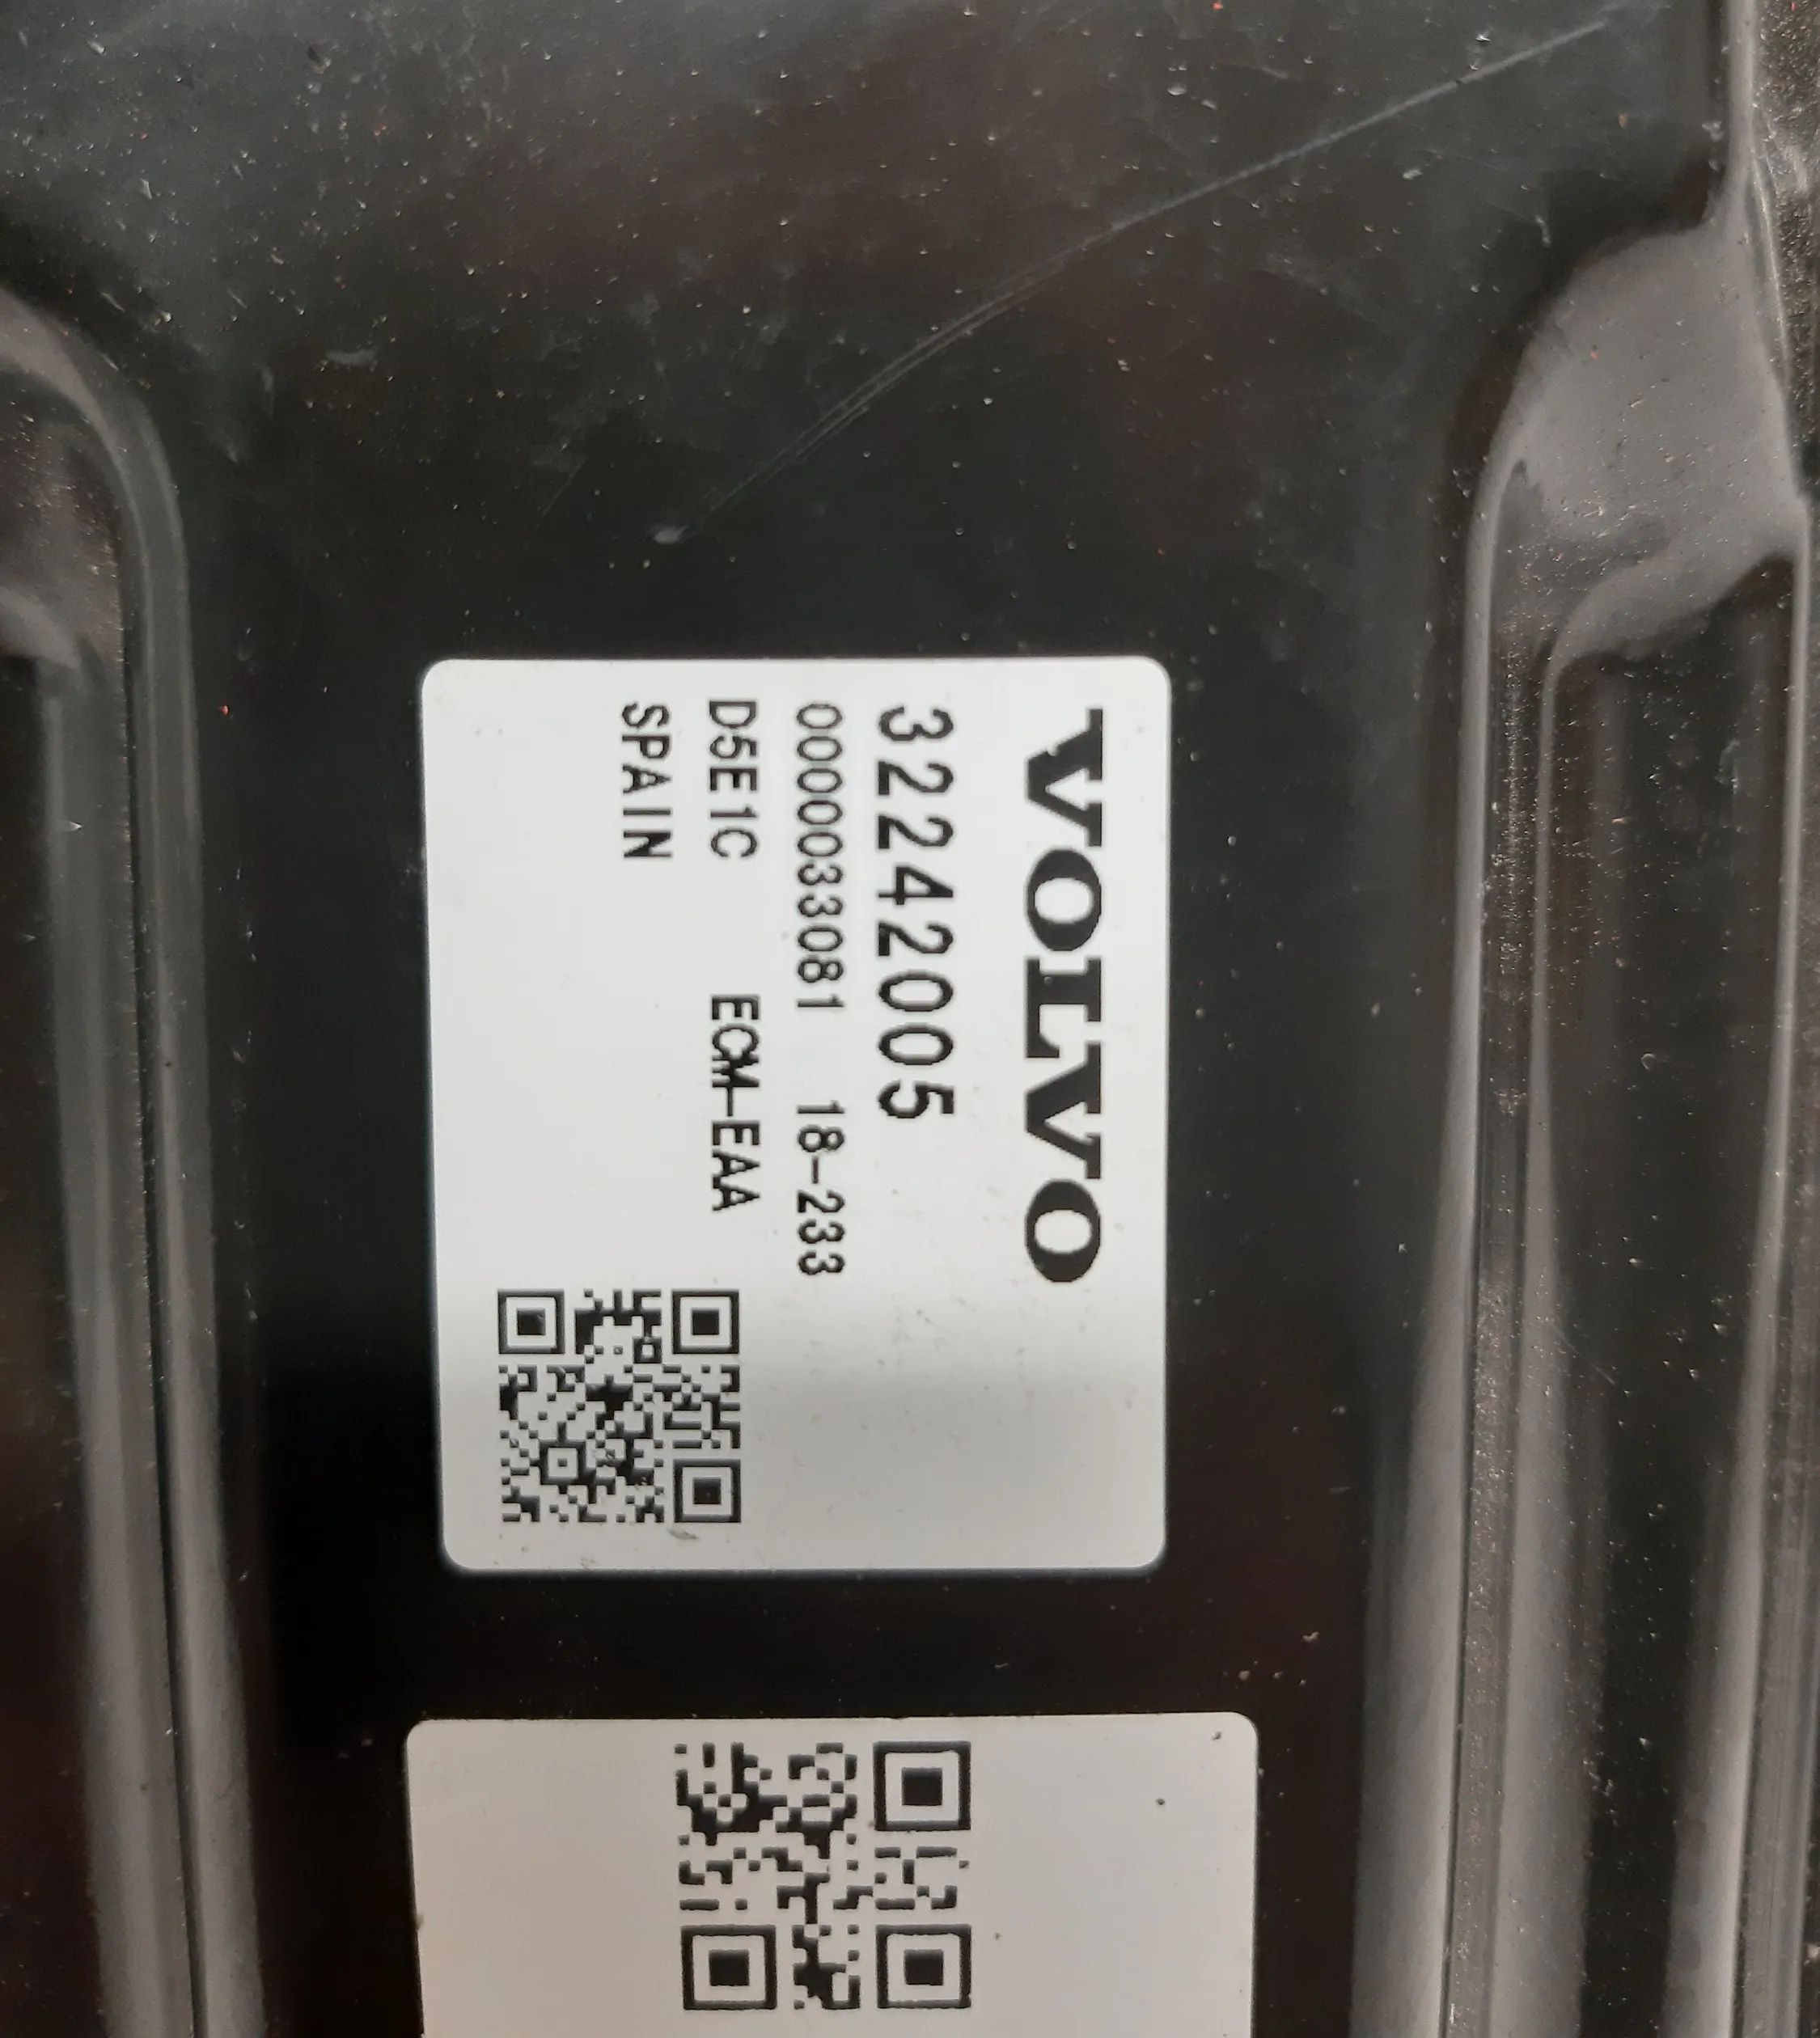 VOLVO
32242005
0000033081 18-233
D5E1C ECM-EAA
SPAIN